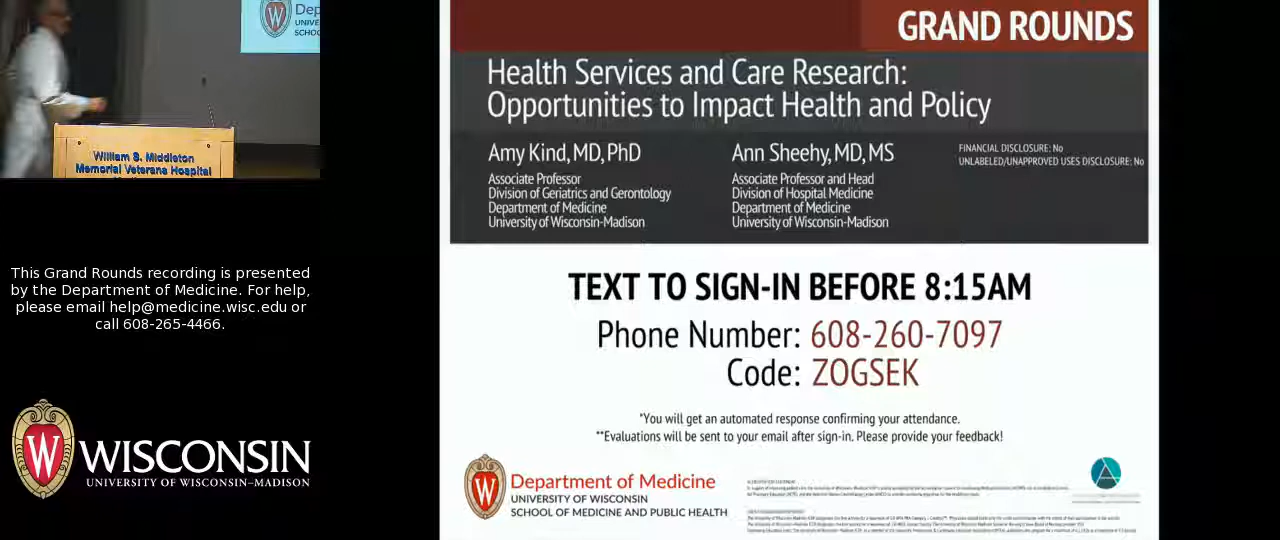 Dep
UNIVE
SCHOO
William S. Middleton
Memorial Veterans Hospital
This Grand Rounds recording is presented
by the Department of Medicine. For help,
please email help@medicine.wisc.edu or
call 608-265-4466.
W WISCONSIN
UNIVERSITY OF WISCONSIN–MADISON
GRAND ROUNDS
Health Services and Care Research:
Opportunities to Impact Health and Policy
Amy Kind, MD, PhD
Associate Professor
Division of Geriatrics and Gerontology
Department of Medicine
University of Wisconsin-Madison
Ann Sheehy, MD, MS
Associate Professor and Head
Division of Hospital Medicine
Department of Medicine
University of Wisconsin-Madison
FINANCIAL DISCLOSURE: No
UNLABELED/UNAPPROVED USES DISCLOSURE: No
TEXT TO SIGN-IN BEFORE 8:15AM
Phone Number: 608-260-7097
Code: ZOGSEK
*You will get an automated response confirming your attendance.
**Evaluations will be sent to your email after sign-in. Please provide your feedback!
W Department of Medicine
UNIVERSITY OF WISCONSIN
SCHOOL OF MEDICINE AND PUBLIC HEALTH